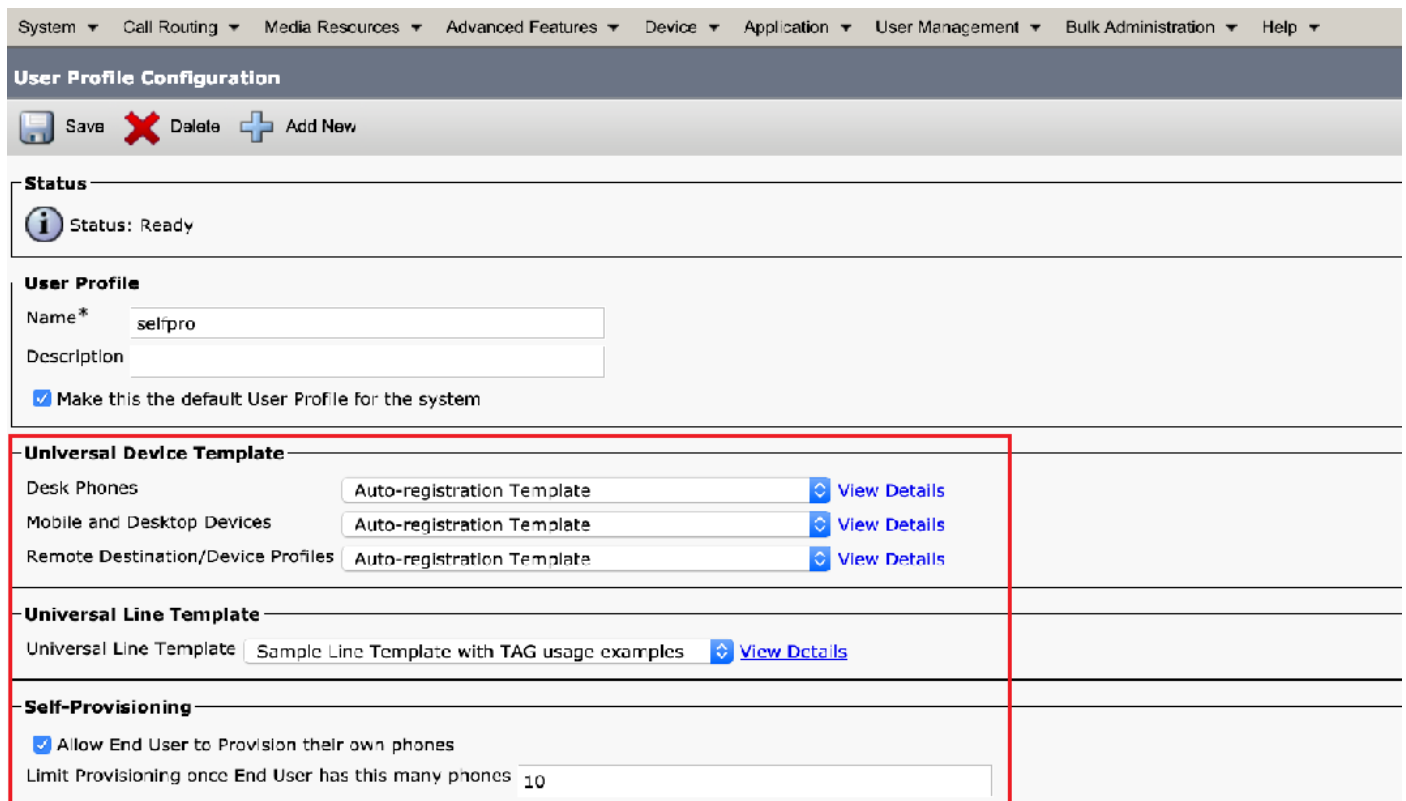 System Call Routing Media Resources Advanced Features Device Application User Management Bulk Administration Help
User Profile Configuration
Save Delete Add New
Status
Status: Ready
User Profile
Name* selfpro
Description
Make this the default User Profile for the system
Universal Device Template
Desk Phones Auto-registration Template View Details
Mobile and Desktop Devices Auto-registration Template View Details
Remote Destination/Device Profiles Auto-registration Template View Details
Universal Line Template
Universal Line Template Sample Line Template with TAG usage examples View Details
Self-Provisioning
Allow End User to Provision their own phones
Limit Provisioning once End User has this many phones 10